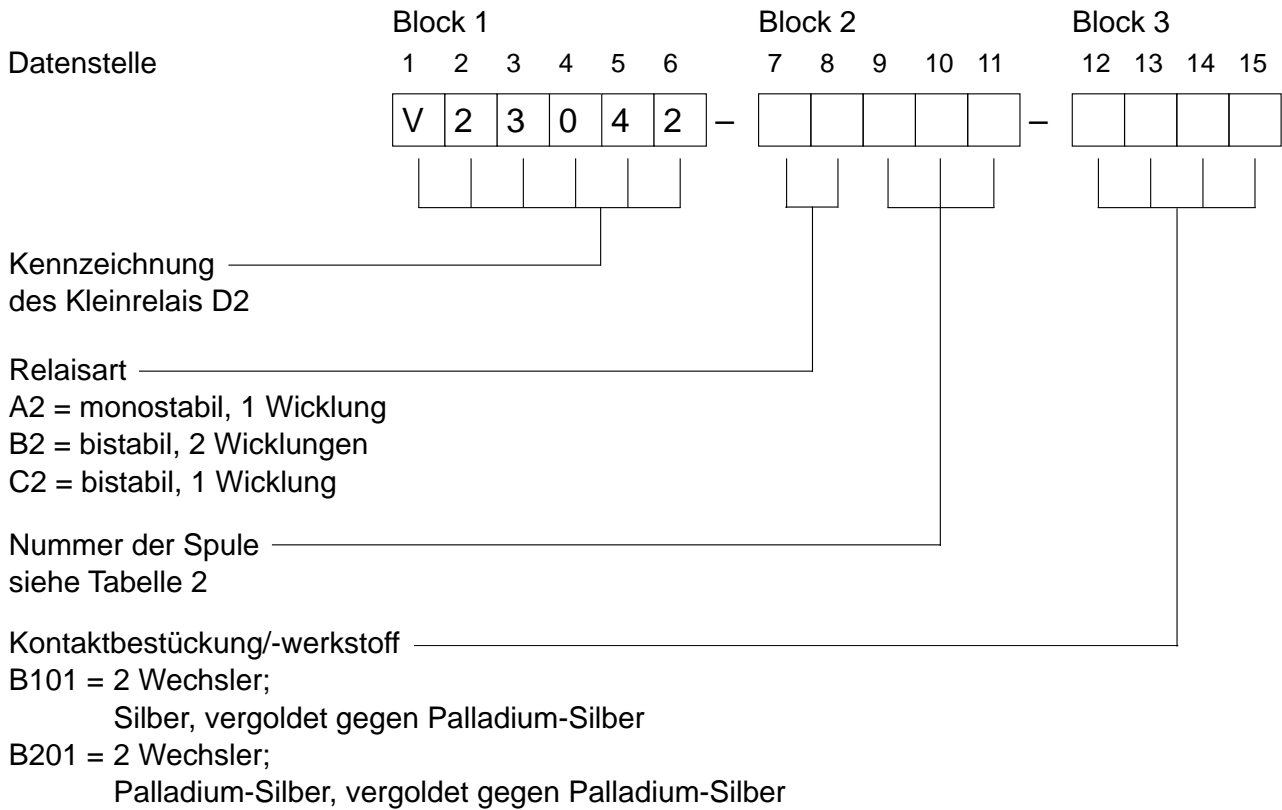 Block 1 Block 2 Block 3
Datenstelle 1 2 3 4 5 6 7 8 9 10 11 12 13 14 15
V 2 3 0 4 2 – –
Kennzeichnung
des Kleinrelais D2
Relaisart
A2 = monostabil, 1 Wicklung
B2 = bistabil, 2 Wicklungen
C2 = bistabil, 1 Wicklung
Nummer der Spule
siehe Tabelle 2
Kontaktbestückung/-werkstoff
B101 = 2 Wechsler;
Silber, vergoldet gegen Palladium-Silber
B201 = 2 Wechsler;
Palladium-Silber, vergoldet gegen Palladium-Silber